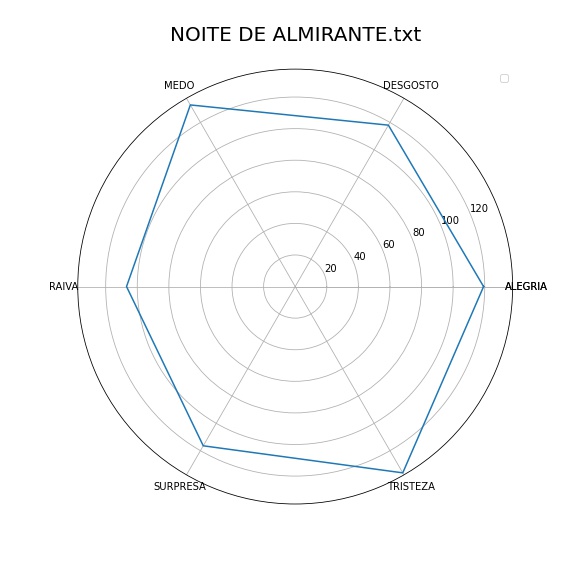 NOITE DE ALMIRANTE.txt
MEDO
DESGOSTO
120
100
80
60
40
20
RAIVA
ALEGRIA
SURPRESA
TRISTEZA